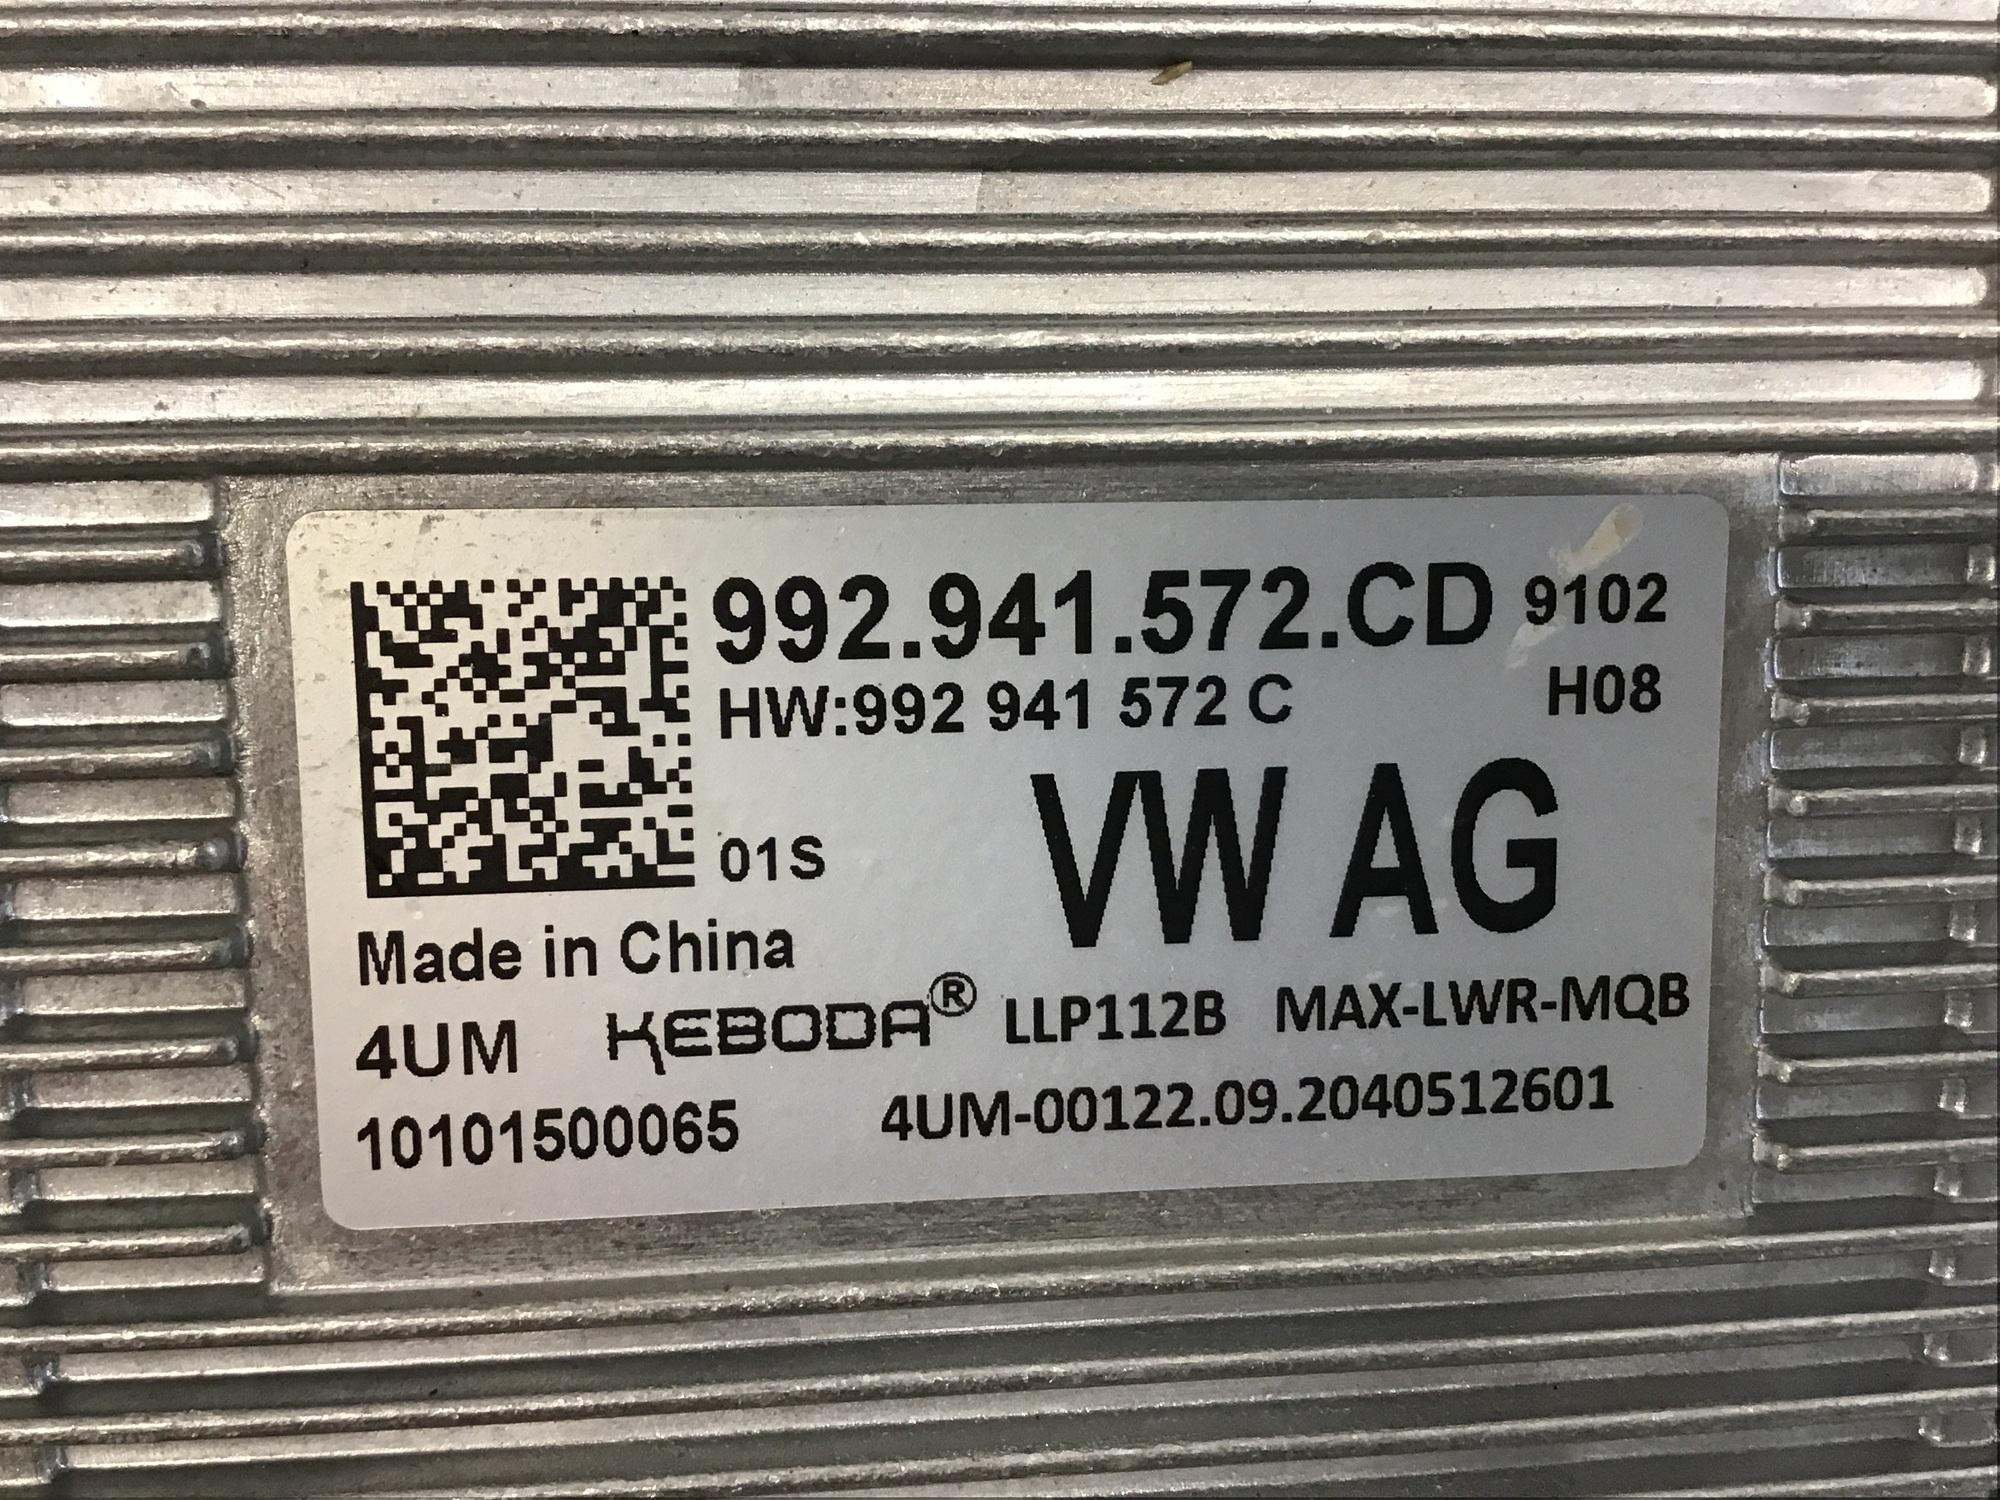 992.941.572.CD 9102
HW:992 941 572 C H08
VW AG
01S
Made in China
4UM KEBODA® LLP112B MAX-LWR-MQB
10101500065 4UM-00122.09.2040512601